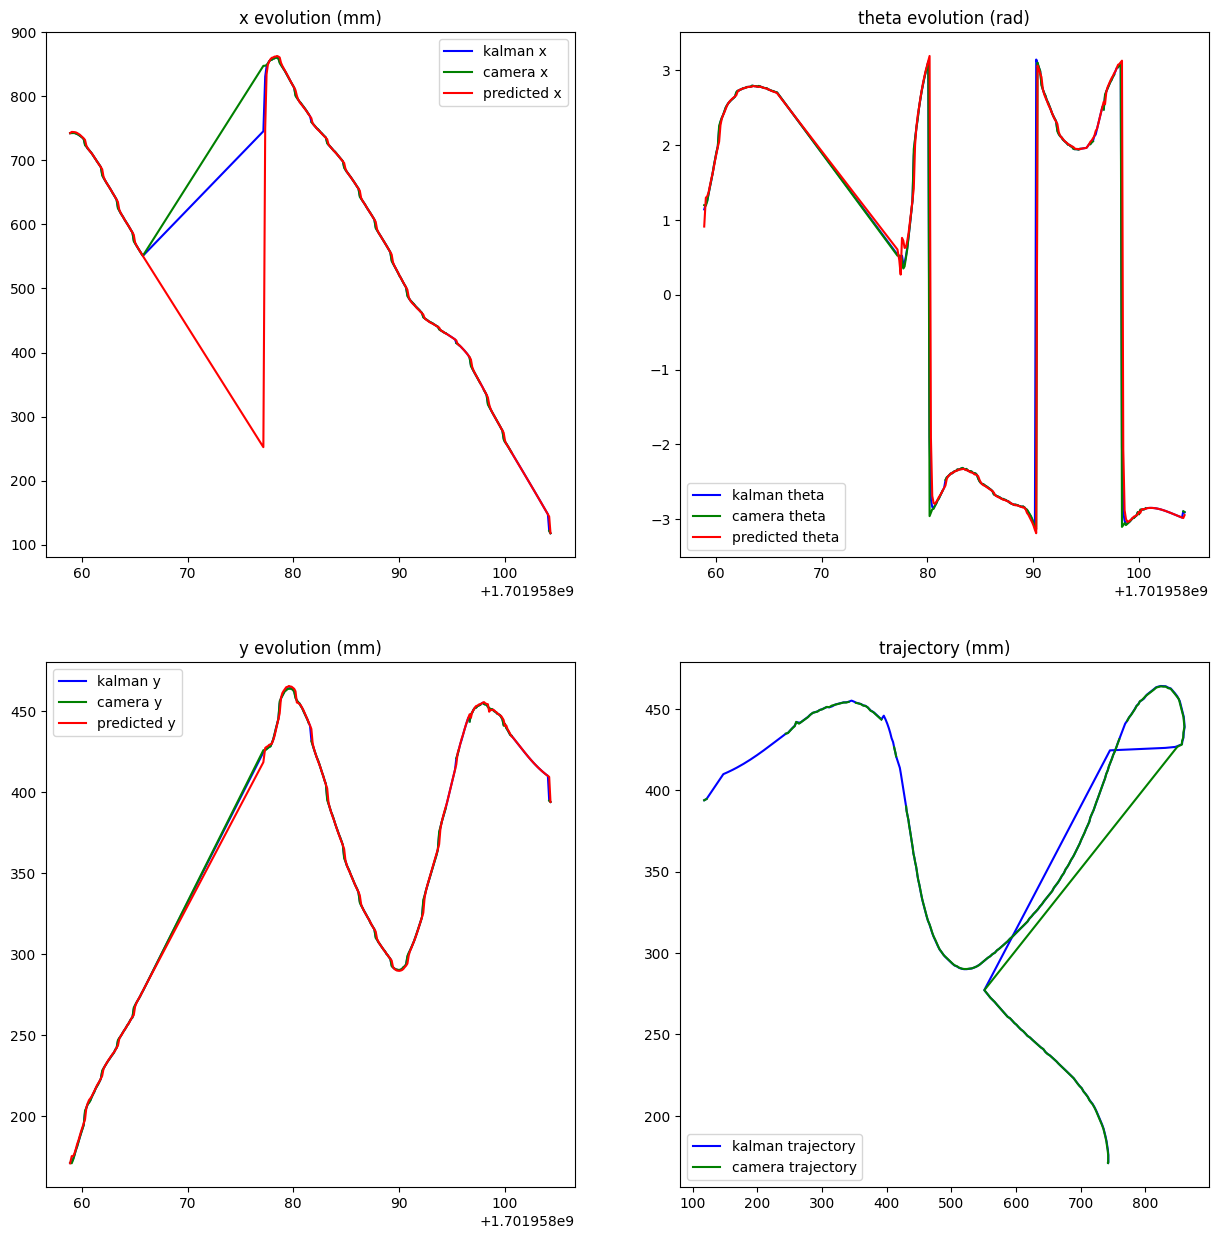 x evolution (mm)
900
800
700
600
500
400
300
200
100
60
70
80
90
100
+1.701958e9
kalman x
camera x
predicted x
theta evolution (rad)
3
2
1
0
−1
−2
−3
60
70
80
90
100
+1.701958e9
kalman theta
camera theta
predicted theta
y evolution (mm)
450
400
350
300
250
200
60
70
80
90
100
+1.701958e9
kalman y
camera y
predicted y
trajectory (mm)
450
400
350
300
250
200
100
200
300
400
500
600
700
800
kalman trajectory
camera trajectory